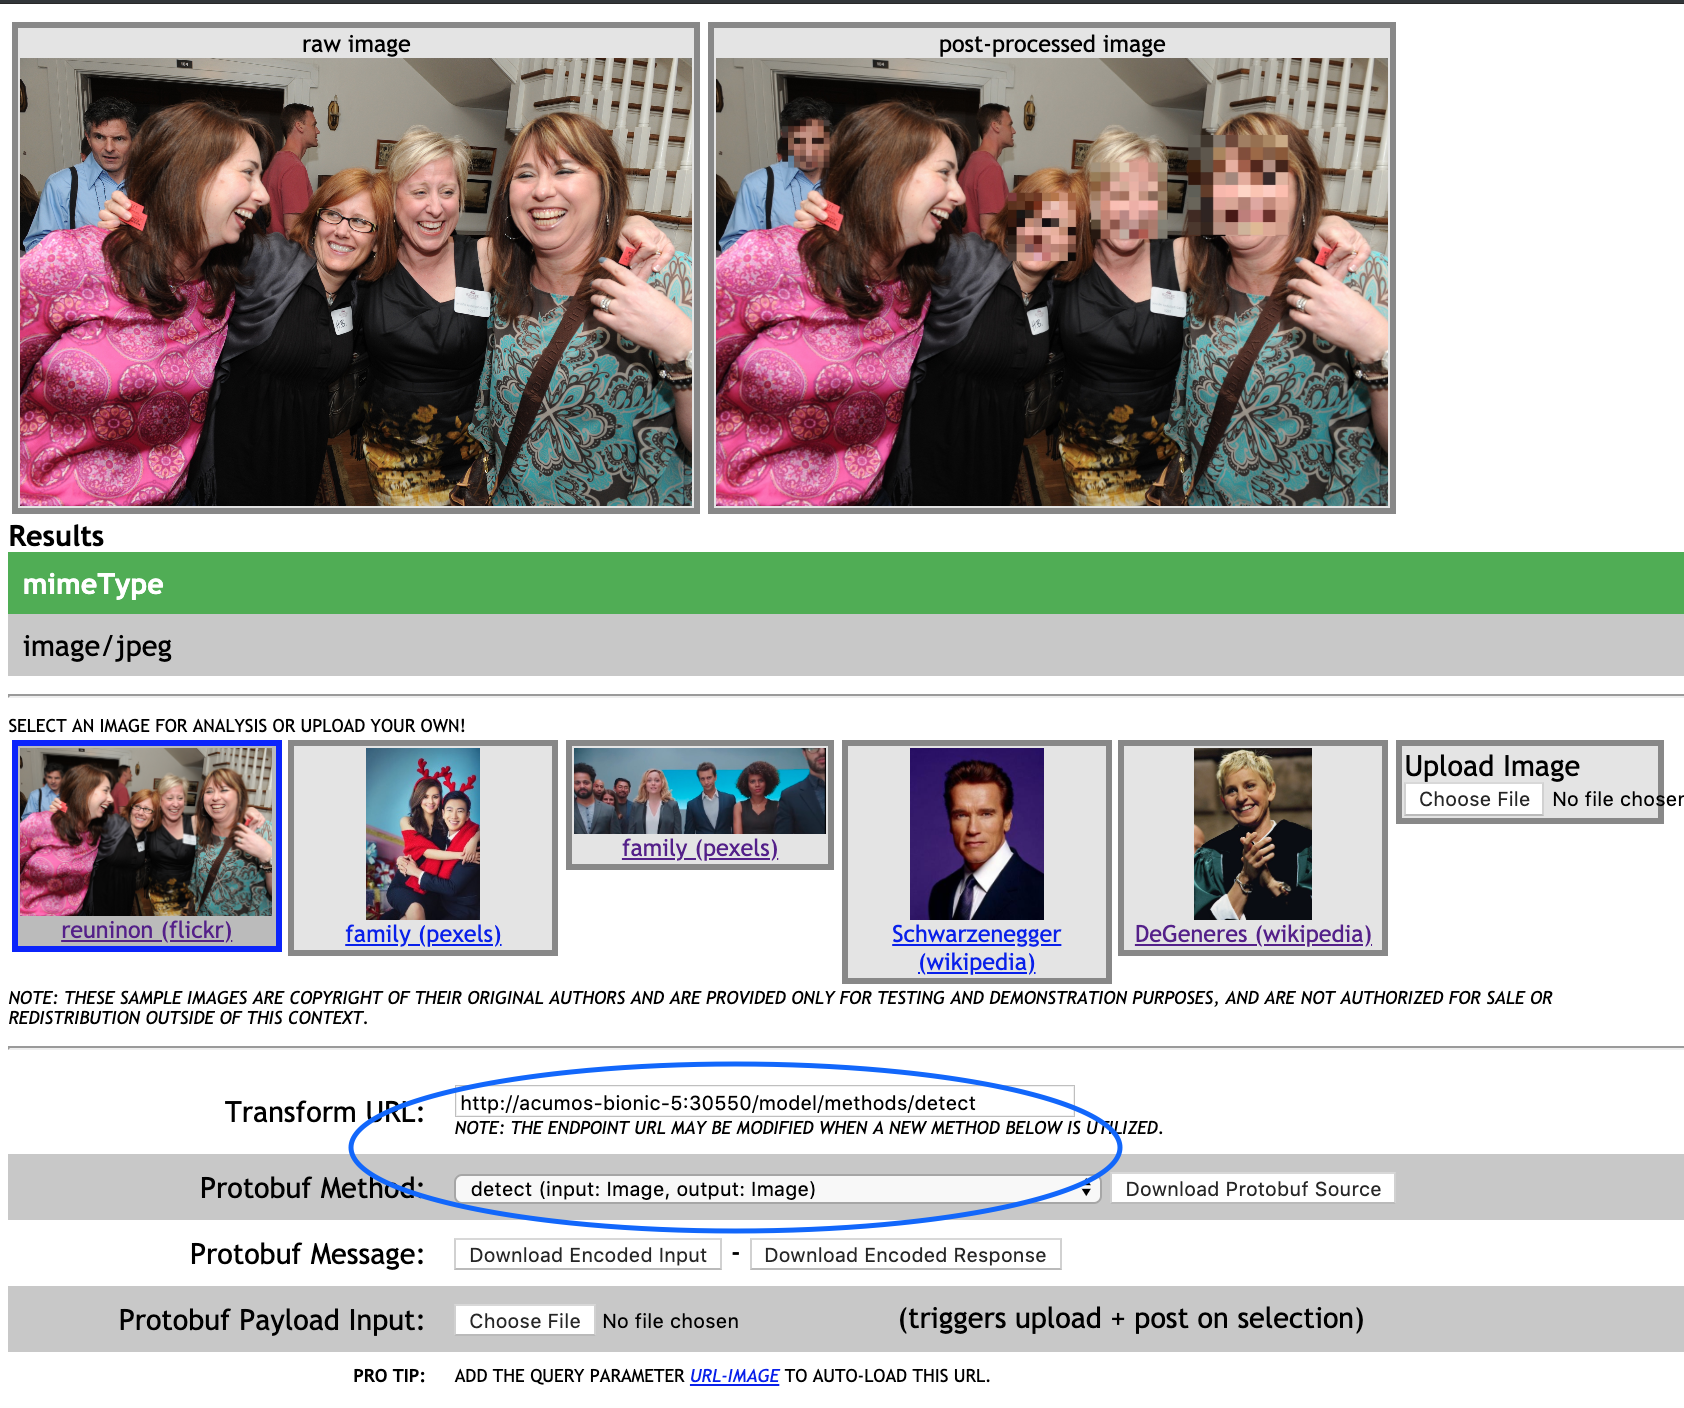 raw image
post-processed image
Results
mimeType
image/jpeg
SELECT AN IMAGE FOR ANALYSIS OR UPLOAD YOUR OWN!
reuninon (flickr)
family (pexels)
family (pexels)
Schwarzenegger
(wikipedia)
DeGeneres (wikipedia)
Upload Image
Choose File No file chosen
NOTE: THESE SAMPLE IMAGES ARE COPYRIGHT OF THEIR ORIGINAL AUTHORS AND ARE PROVIDED ONLY FOR TESTING AND DEMONSTRATION PURPOSES, AND ARE NOT AUTHORIZED FOR SALE OR
REDISTRIBUTION OUTSIDE OF THIS CONTEXT.
Transform URL: http://acumos-bionic-5:30550/model/methods/detect
NOTE: THE ENDPOINT URL MAY BE MODIFIED WHEN A NEW METHOD BELOW IS UTILIZED.
Protobuf Method: detect (input: Image, output: Image) Download Protobuf Source
Protobuf Message: Download Encoded Input - Download Encoded Response
Protobuf Payload Input: Choose File No file chosen (triggers upload + post on selection)
PRO TIP: ADD THE QUERY PARAMETER URL-IMAGE TO AUTO-LOAD THIS URL.